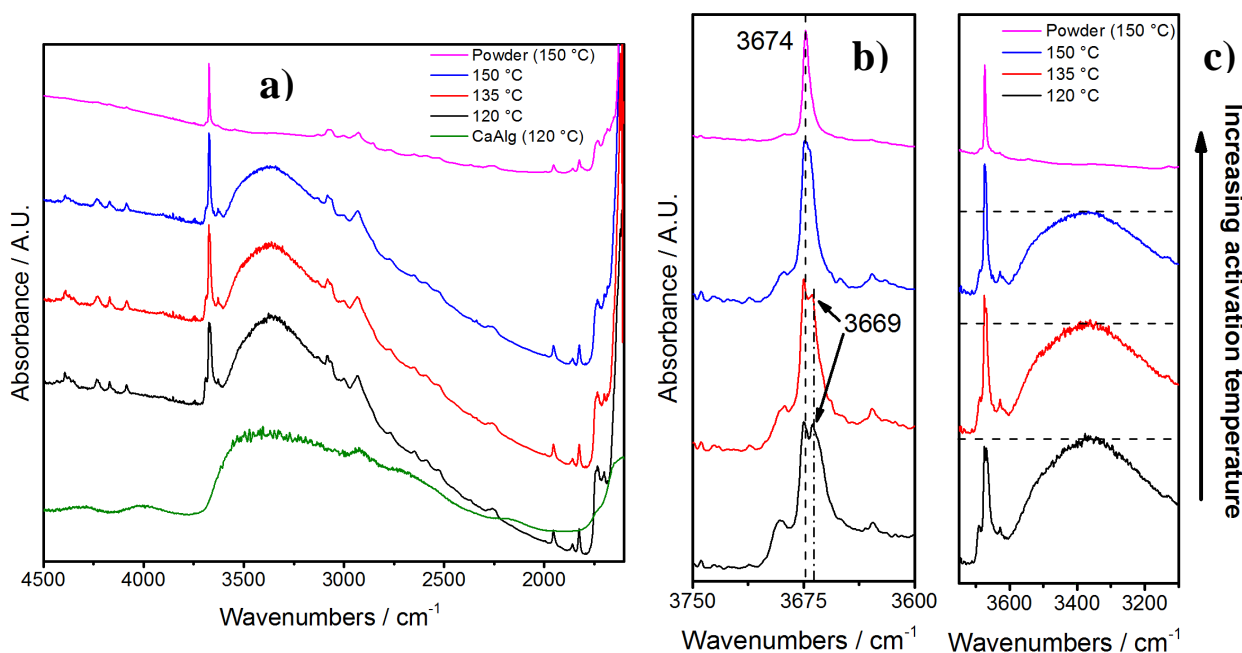 a)
Powder (150 °C)
150 °C
135 °C
120 °C
CaAlg (120 °C)
Absorbance / A.U.
4500
4000
3500
3000
2500
2000
Wavenumbers / cm-1
b)
3674
3669
Absorbance / A.U.
3750
3675
3600
Wavenumbers / cm-1
c)
Powder (150 °C)
150 °C
135 °C
120 °C
3600
3400
3200
Wavenumbers / cm-1
Increasing activation temperature